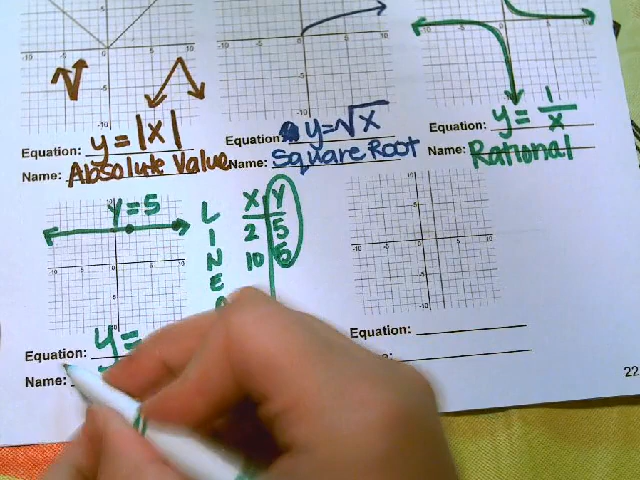 Equation: y = |x|
Name: Absolute Value
Equation: y = √x
Name: Square Root
Equation: y = 1/x
Name: Rational
y = 5
L
I
N
E
X Y
2 5
10 5
Equation: y =
Name:
Equation:
22